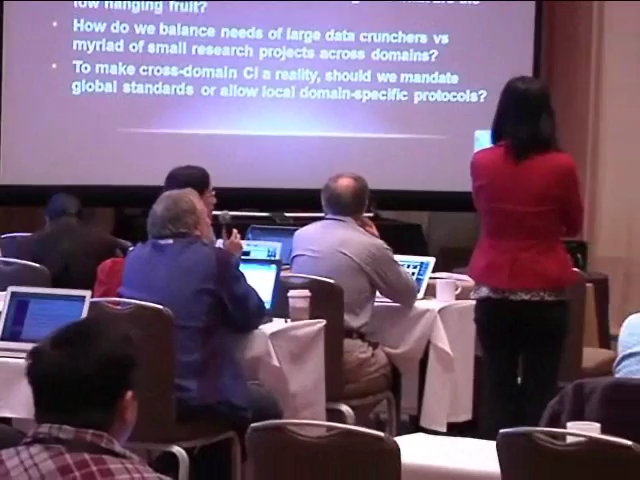 low hanging fruit?
How do we balance needs of large data crunchers vs
myriad of small research projects across domains?
To make cross-domain CI a reality, should we mandate
global standards or allow local domain-specific protocols?